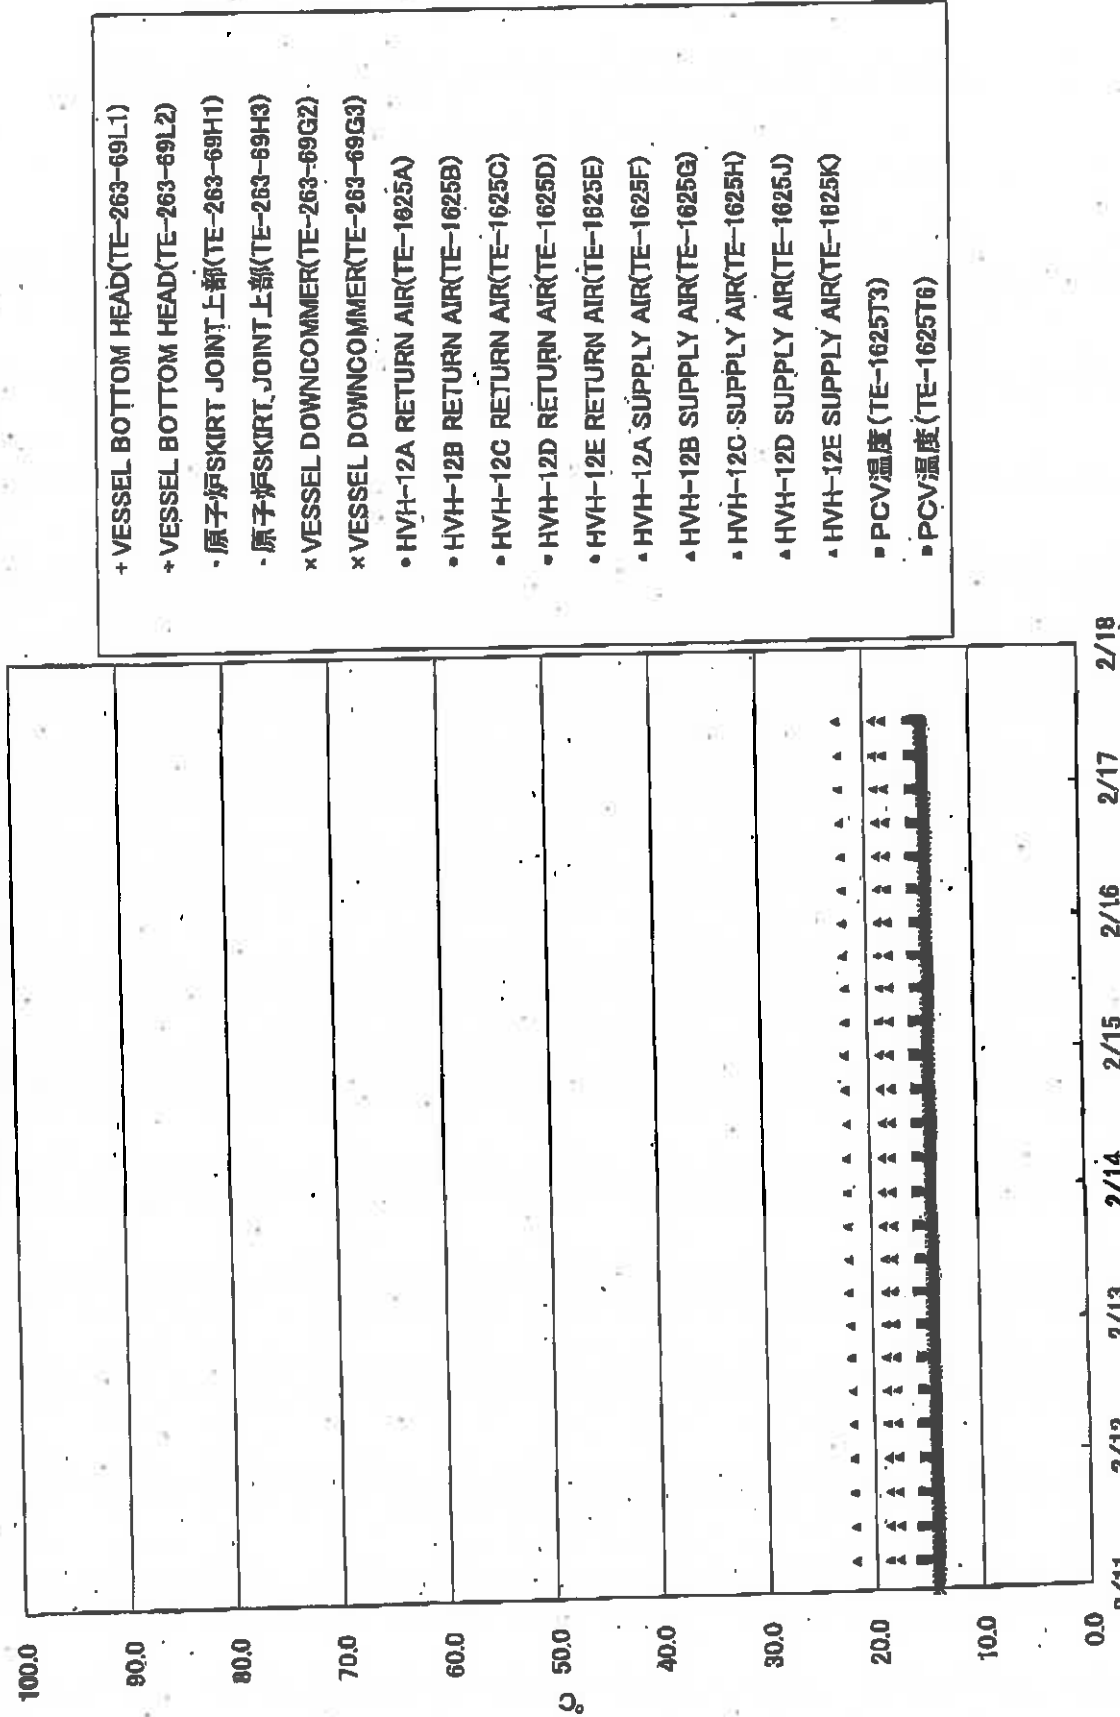 100.0
90.0
80.0
70.0
60.0
50.0
40.0
30.0
20.0
10.0
0.0
℃
2/11
2/12
2/13
2/14
2/15
2/16
2/17
2/18
+ VESSEL BOTTOM HEAD(TE-263-69L1)
+ VESSEL BOTTOM HEAD(TE-263-69L2)
- 原子炉SKIRT JOINT上部(TE-263-69H1)
- 原子炉SKIRT JOINT上部(TE-263-69H3)
× VESSEL DOWNCOMMER(TE-263-69G2)
× VESSEL DOWNCOMMER(TE-263-69G3)
● HVH-12A RETURN AIR(TE-1625A)
● HVH-12B RETURN AIR(TE-1625B)
● HVH-12C RETURN AIR(TE-1625C)
● HVH-12D RETURN AIR(TE-1625D)
● HVH-12E RETURN AIR(TE-1625E)
▲ HVH-12A SUPPLY AIR(TE-1625F)
▲ HVH-12B SUPPLY AIR(TE-1625G)
▲ HVH-12C SUPPLY AIR(TE-1625H)
▲ HVH-12D SUPPLY AIR(TE-1625J)
▲ HVH-12E SUPPLY AIR(TE-1625K)
■ PCV温度(TE-1625T3)
■ PCV温度(TE-1625T6)